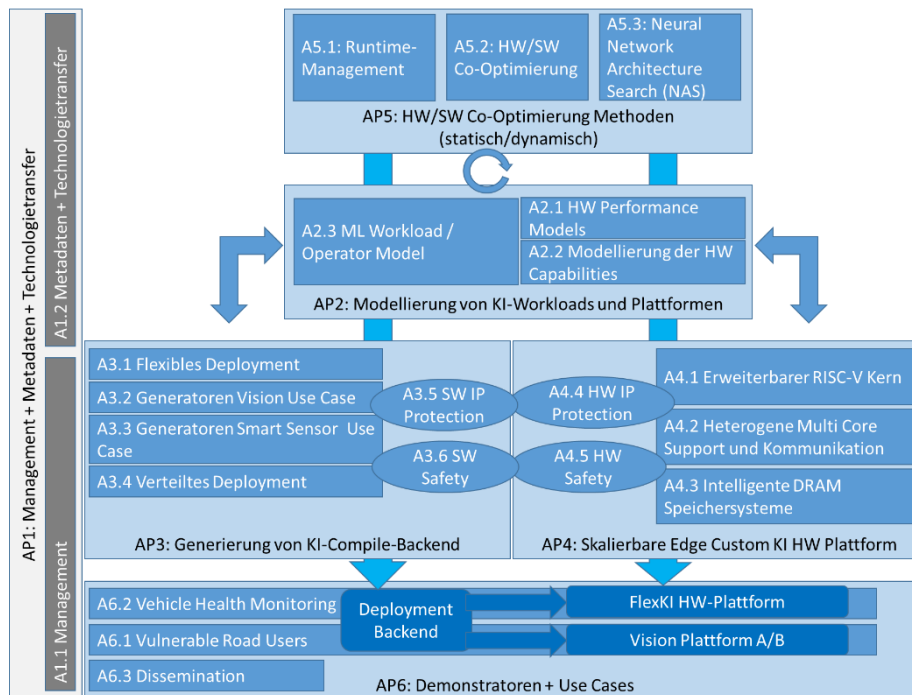 AP1: Management + Metadaten + Technologietransfer
A1.2 Metadaten + Technologietransfer
A1.1 Management
A5.1: Runtime-
Management
A5.2: HW/SW
Co-Optimierung
A5.3: Neural
Network
Architecture
Search (NAS)
AP5: HW/SW Co-Optimierung Methoden
(statisch/dynamisch)
A2.3 ML Workload /
Operator Model
A2.1 HW Performance
Models
A2.2 Modellierung der HW
Capabilities
AP2: Modellierung von KI-Workloads und Plattformen
A3.1 Flexibles Deployment
A3.2 Generatoren Vision Use Case
A3.3 Generatoren Smart Sensor Use
Case
A3.4 Verteiltes Deployment
A3.5 SW IP
Protection
A3.6 SW
Safety
AP3: Generierung von KI-Compile-Backend
A4.4 HW IP
Protection
A4.5 HW
Safety
A4.1 Erweiterbarer RISC-V Kern
A4.2 Heterogene Multi Core
Support und Kommunikation
A4.3 Intelligente DRAM
Speichersysteme
AP4: Skalierbare Edge Custom KI HW Plattform
A6.2 Vehicle Health Monitoring
A6.1 Vulnerable Road Users
A6.3 Dissemination
Deployment
Backend
FlexKI HW-Plattform
Vision Plattform A/B
AP6: Demonstratoren + Use Cases